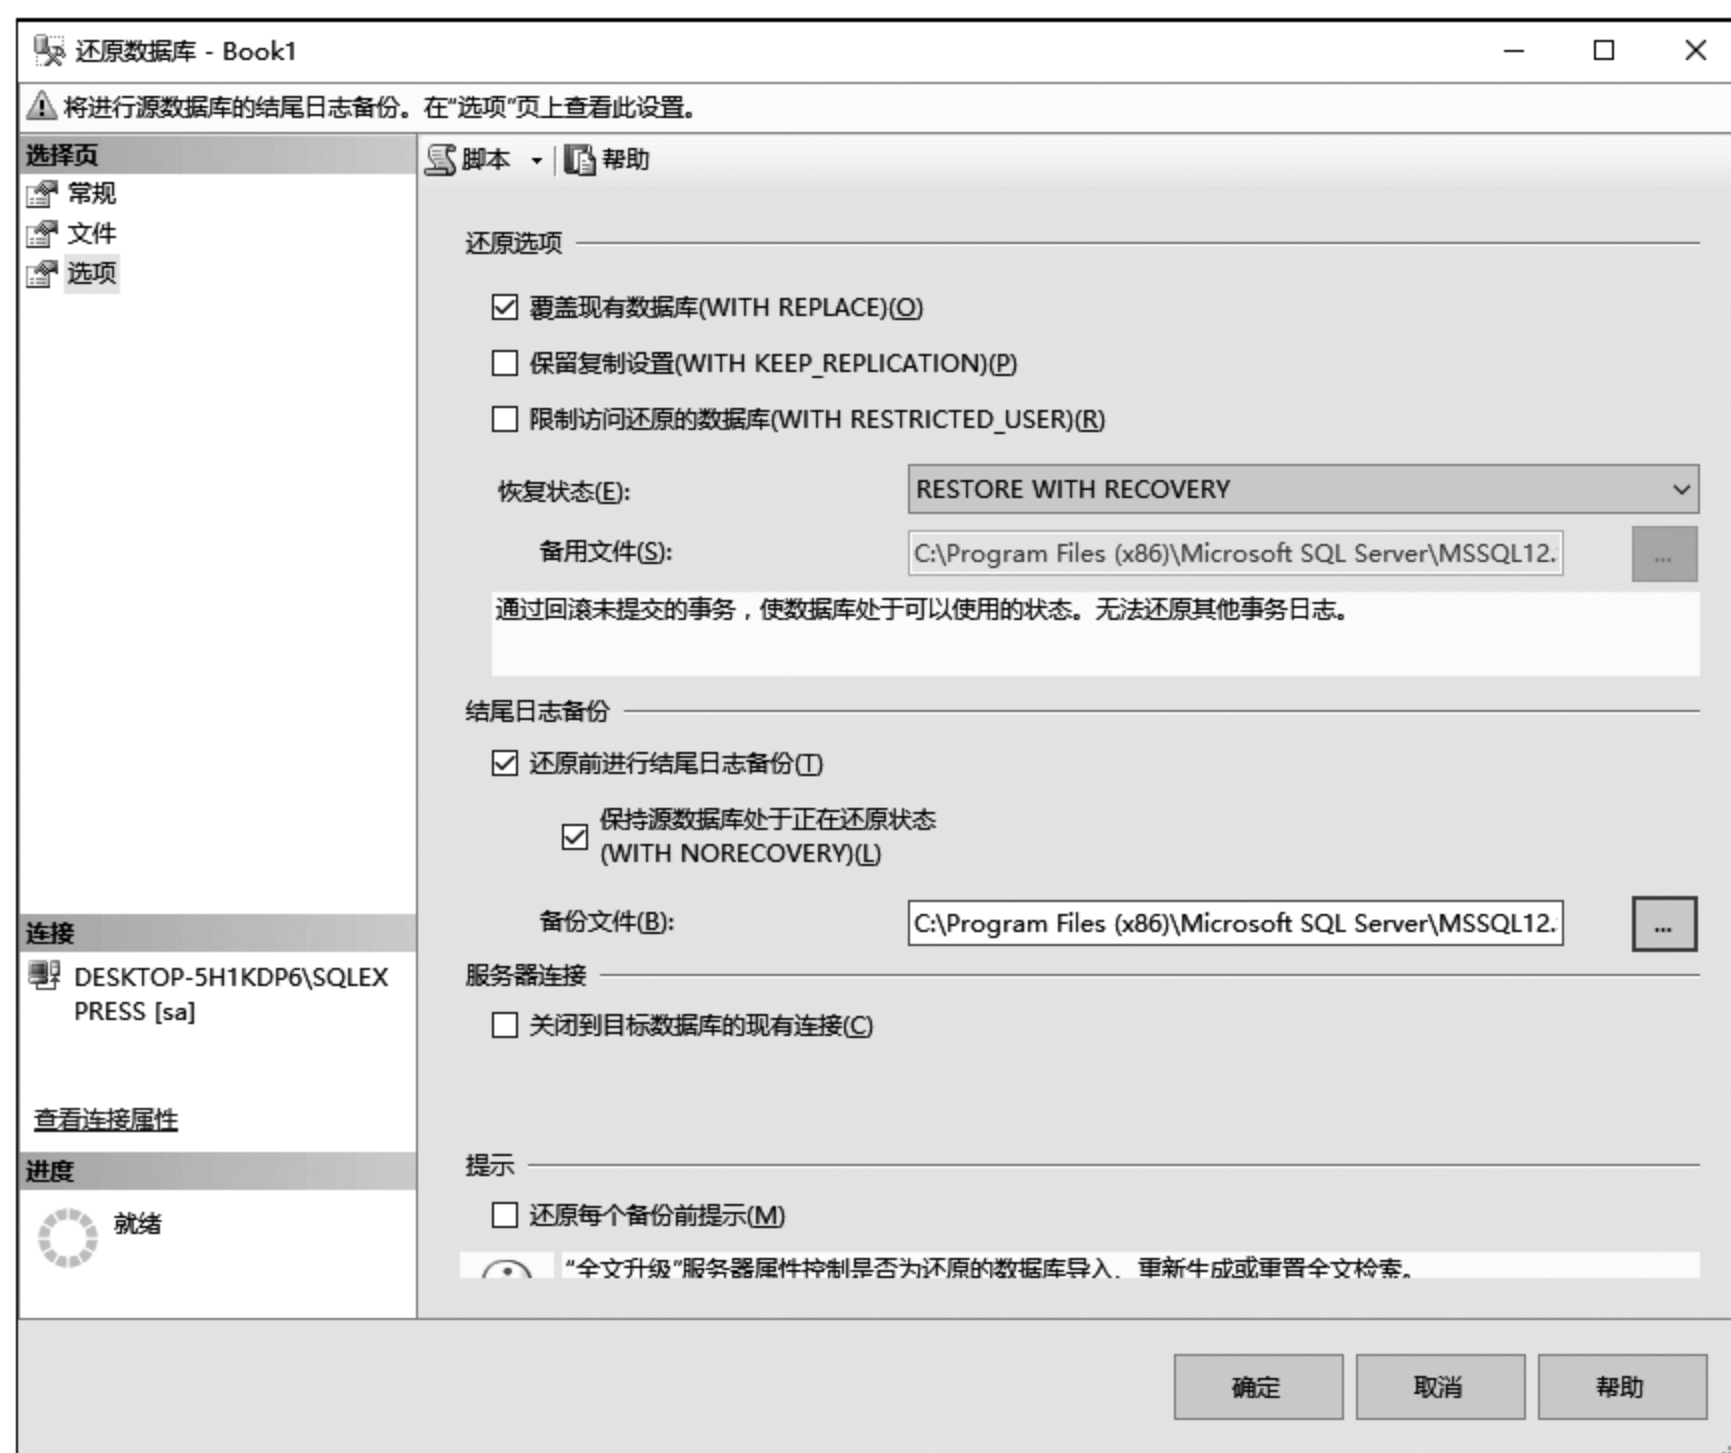 还原数据库 - Book1
将进行源数据库的结尾日志备份。在“选项”页上查看此设置。
选择页
常规
文件
选项
脚本
帮助
还原选项
覆盖现有数据库(WITH REPLACE)(O)
保留复制设置(WITH KEEP_REPLICATION)(P)
限制访问还原的数据库(WITH RESTRICTED_USER)(R)
恢复状态(E):
RESTORE WITH RECOVERY
备用文件(S):
C:\Program Files (x86)\Microsoft SQL Server\MSSQL12.
...
通过回滚未提交的事务，使数据库处于可以使用的状态。无法还原其他事务日志。
结尾日志备份
还原前进行结尾日志备份(T)
保持源数据库处于正在还原状态
(WITH NORECOVERY)(L)
备份文件(B):
C:\Program Files (x86)\Microsoft SQL Server\MSSQL12.
...
服务器连接
关闭到目标数据库的现有连接(C)
提示
还原每个备份前提示(M)
“全文升级”服务器属性控制是否为还原的数据库导入、重新生成或重置全文检索。
连接
DESKTOP-5H1KDP6\SQLEX
PRESS [sa]
查看连接属性
进度
就绪
确定
取消
帮助